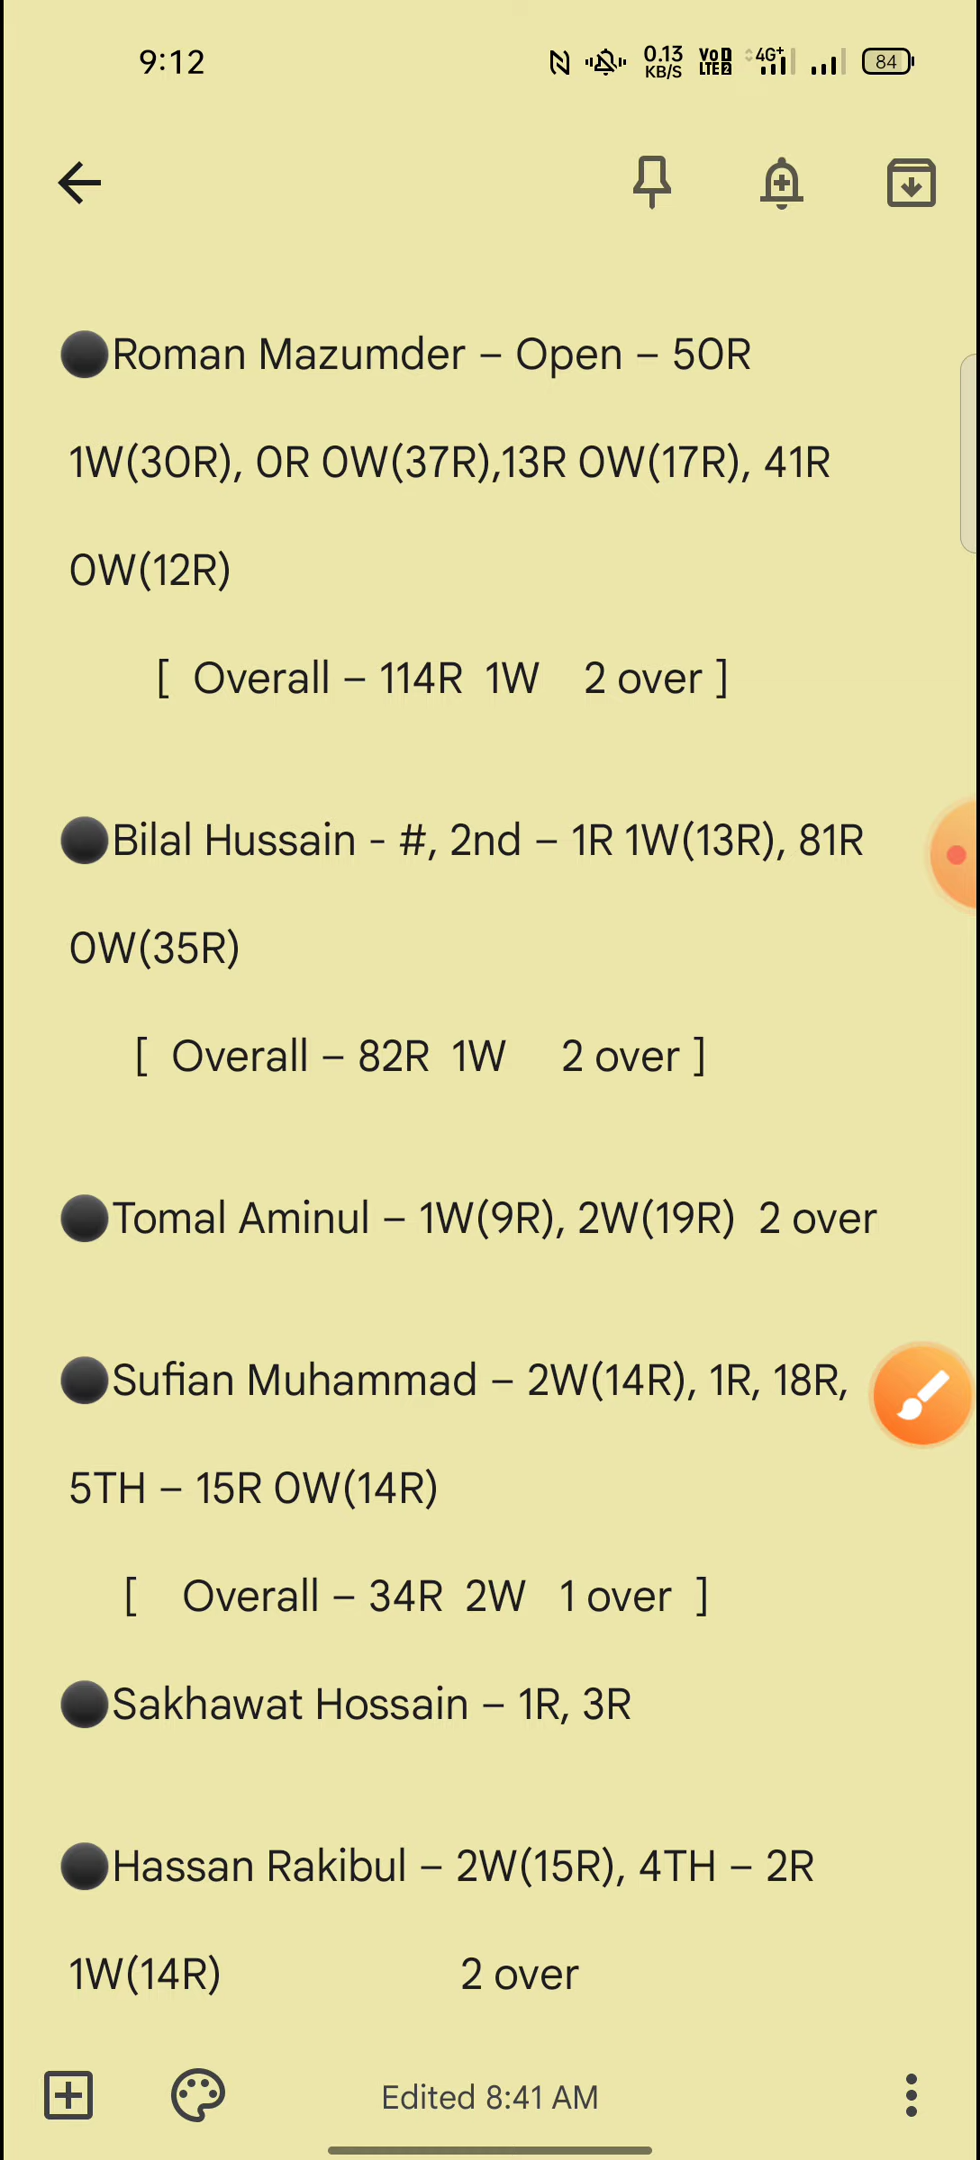 9:12
0.13 KB/S VoD LTE2 4G+ 84
Roman Mazumder – Open – 50R
1W(30R), 0R 0W(37R),13R 0W(17R), 41R
0W(12R)
[ Overall – 114R 1W 2 over ]
Bilal Hussain - #, 2nd – 1R 1W(13R), 81R
0W(35R)
[ Overall – 82R 1W 2 over ]
Tomal Aminul – 1W(9R), 2W(19R) 2 over
Sufian Muhammad – 2W(14R), 1R, 18R,
5TH – 15R 0W(14R)
[ Overall – 34R 2W 1 over ]
Sakhawat Hossain – 1R, 3R
Hassan Rakibul – 2W(15R), 4TH – 2R
1W(14R) 2 over
Edited 8:41 AM